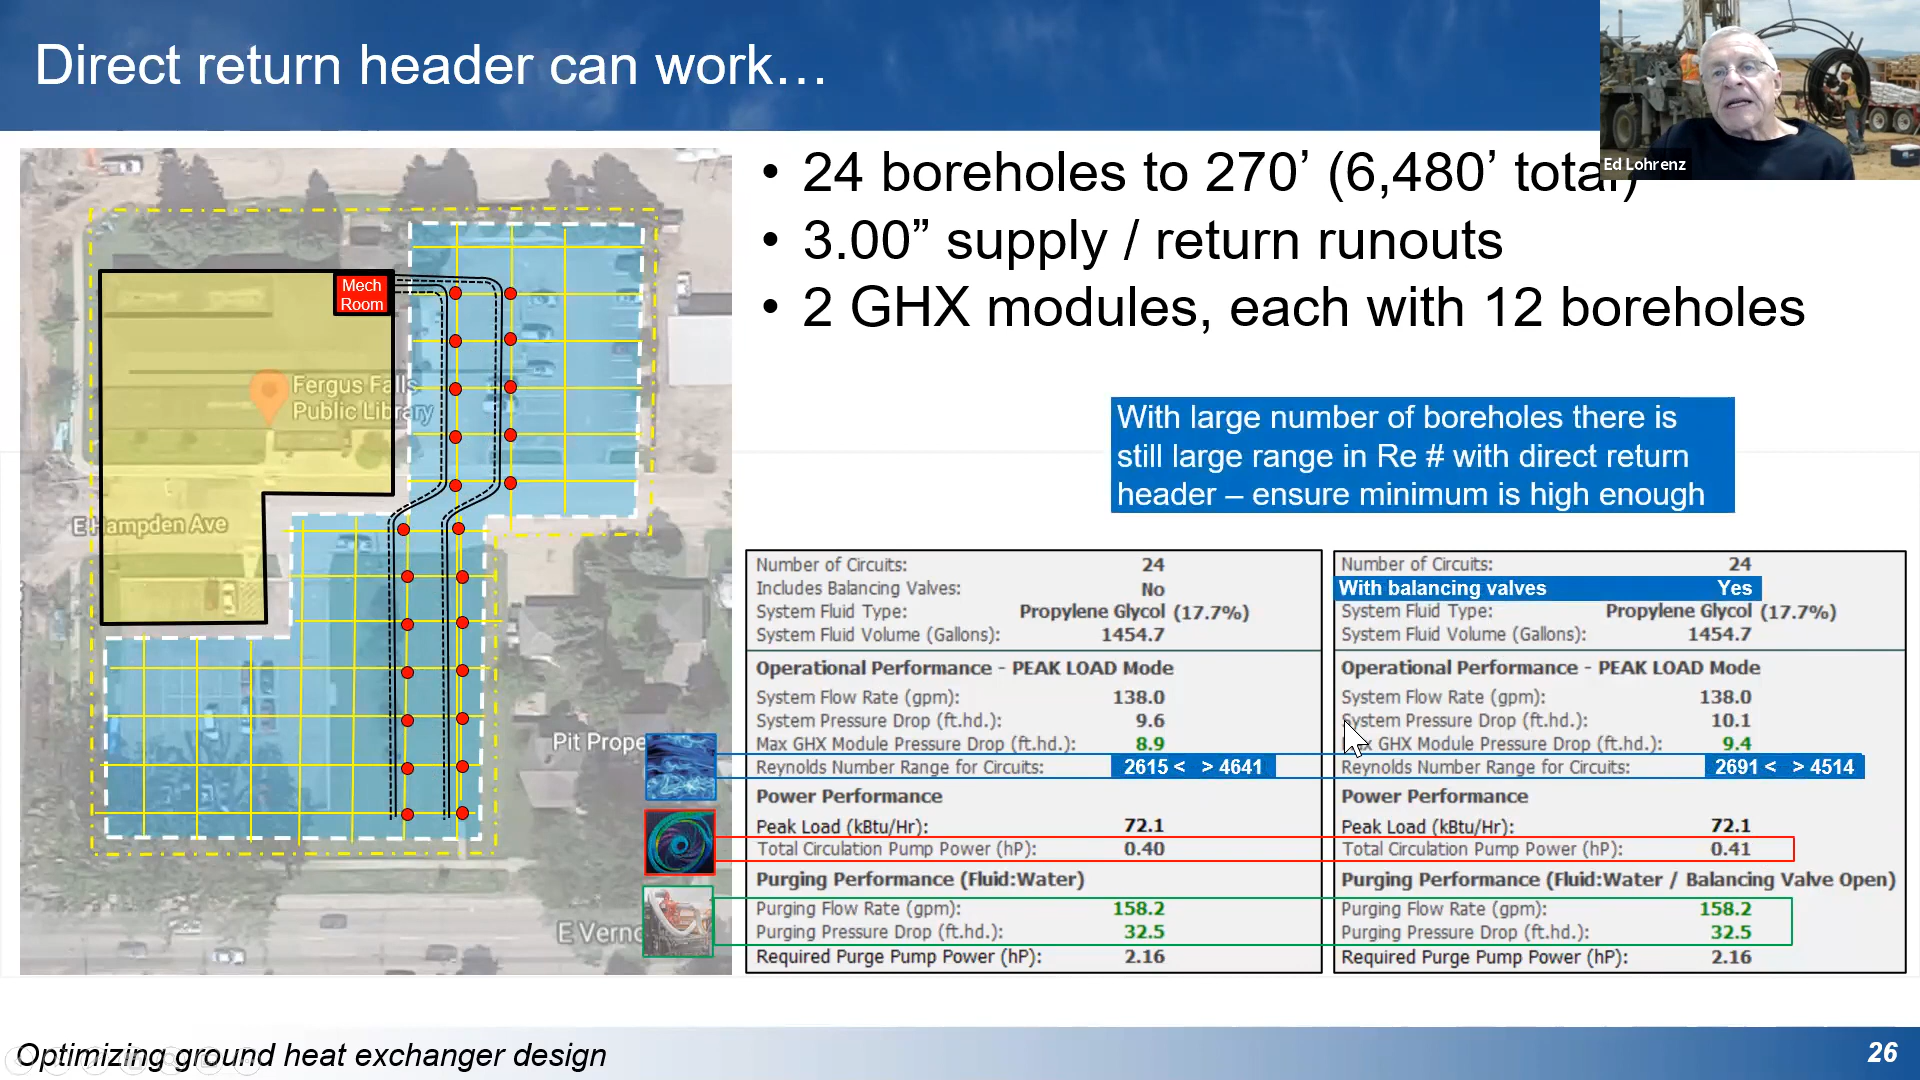 Direct return header can work…
Ed Lohrenz
• 24 boreholes to 270’ (6,480’ total)
• 3.00” supply / return runouts
• 2 GHX modules, each with 12 boreholes
Mech
Room
Fergus Falls
Public Library
E Hampden Ave
Pit Prope
E Verno
With large number of boreholes there is
still large range in Re # with direct return
header – ensure minimum is high enough
Number of Circuits: 24
Includes Balancing Valves: No
System Fluid Type: Propylene Glycol (17.7%)
System Fluid Volume (Gallons): 1454.7
Operational Performance - PEAK LOAD Mode
System Flow Rate (gpm): 138.0
System Pressure Drop (ft.hd.): 9.6
Max GHX Module Pressure Drop (ft.hd.): 8.9
Reynolds Number Range for Circuits: 2615 < > 4641
Power Performance
Peak Load (kBtu/Hr): 72.1
Total Circulation Pump Power (hP): 0.40
Purging Performance (Fluid:Water)
Purging Flow Rate (gpm): 158.2
Purging Pressure Drop (ft.hd.): 32.5
Required Purge Pump Power (hP): 2.16
Number of Circuits: 24
With balancing valves Yes
System Fluid Type: Propylene Glycol (17.7%)
System Fluid Volume (Gallons): 1454.7
Operational Performance - PEAK LOAD Mode
System Flow Rate (gpm): 138.0
System Pressure Drop (ft.hd.): 10.1
GHX Module Pressure Drop (ft.hd.): 9.4
Reynolds Number Range for Circuits: 2691 < > 4514
Power Performance
Peak Load (kBtu/Hr): 72.1
Total Circulation Pump Power (hP): 0.41
Purging Performance (Fluid:Water / Balancing Valve Open)
Purging Flow Rate (gpm): 158.2
Purging Pressure Drop (ft.hd.): 32.5
Required Purge Pump Power (hP): 2.16
Optimizing ground heat exchanger design
26